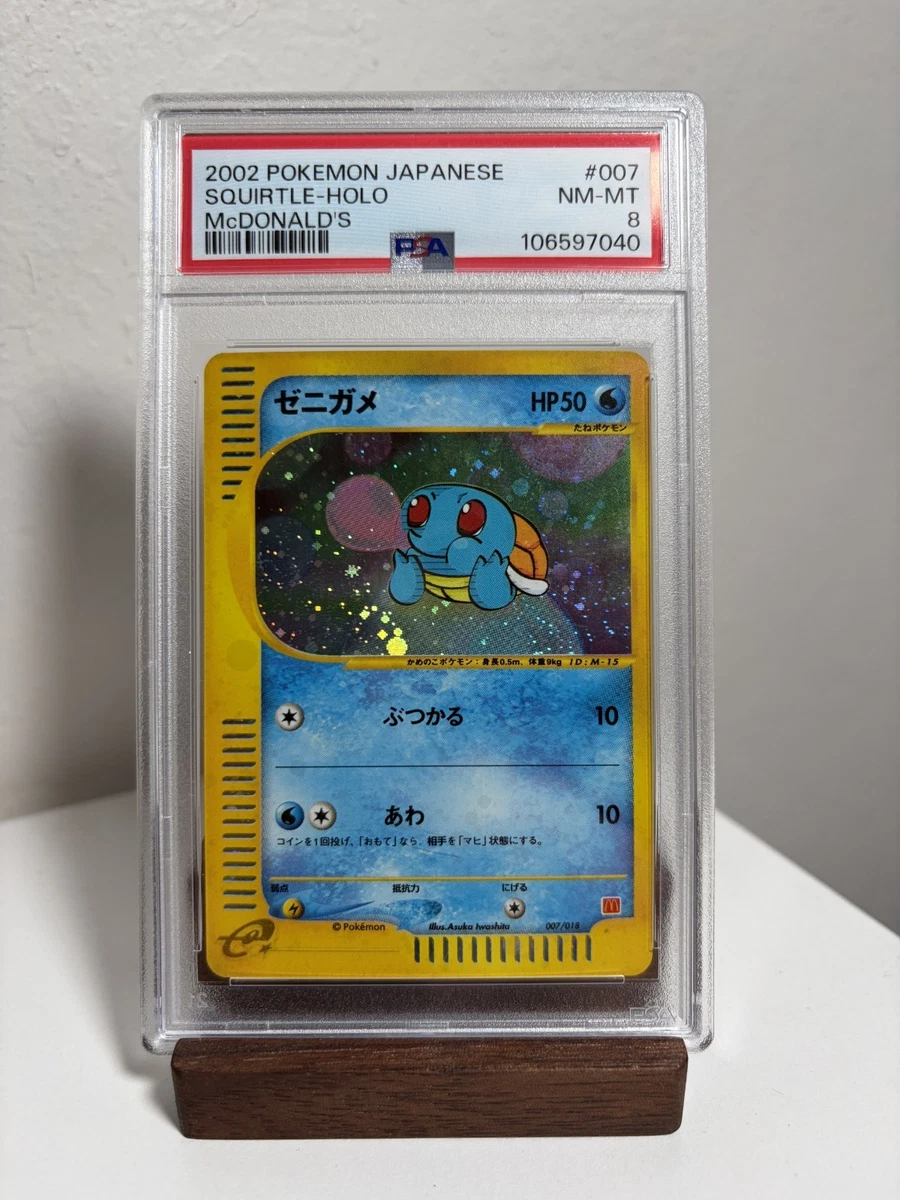 2002 POKEMON JAPANESE #007
SQUIRTLE-HOLO NM-MT
McDONALD'S 8
PSA 106597040
ゼニガメ HP50
たねポケモン
かめのこポケモン：身長0.5m、体重9kg ID:M-15
ぶつかる 10
あわ 10
コインを1回投げ、「おもて」なら、相手を「マヒ」状態にする。
弱点 抵抗力 にげる
©Pokémon Illus.Asuka Iwashita 007/018
e
PSA